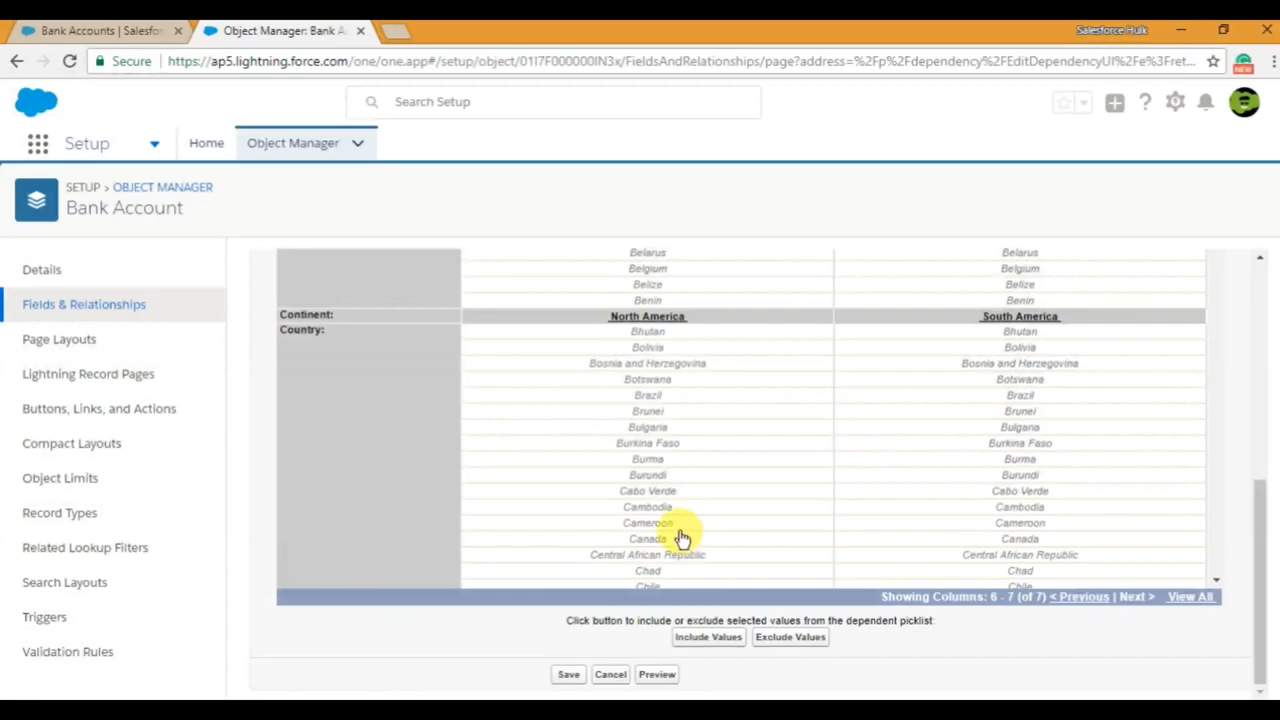 Bank Accounts | Salesfor
Object Manager: Bank A
Salesforce Hulk
Secure
https://ap5.lightning.force.com/one/one.app#/setup/object/01I7F000000IN3x/FieldsAndRelationships/page?address=%2Fp%2Fdependency%2FEditDependencyUI%2Fe%3Fret...
NEW
Search Setup
Setup
Home
Object Manager
SETUP > OBJECT MANAGER
Bank Account
Details
Fields & Relationships
Page Layouts
Lightning Record Pages
Buttons, Links, and Actions
Compact Layouts
Object Limits
Record Types
Related Lookup Filters
Search Layouts
Triggers
Validation Rules
Belarus Belarus
Belgium Belgium
Belize Belize
Benin Benin
Continent: North America South America
Country: Bhutan Bhutan
Bolivia Bolivia
Bosnia and Herzegovina Bosnia and Herzegovina
Botswana Botswana
Brazil Brazil
Brunei Brunei
Bulgaria Bulgaria
Burkina Faso Burkina Faso
Burma Burma
Burundi Burundi
Cabo Verde Cabo Verde
Cambodia Cambodia
Cameroon Cameroon
Canada Canada
Central African Republic Central African Republic
Chad Chad
Chile Chile
Showing Columns: 6 - 7 (of 7) < Previous | Next > View All
Click button to include or exclude selected values from the dependent picklist:
Include Values Exclude Values
Save Cancel Preview